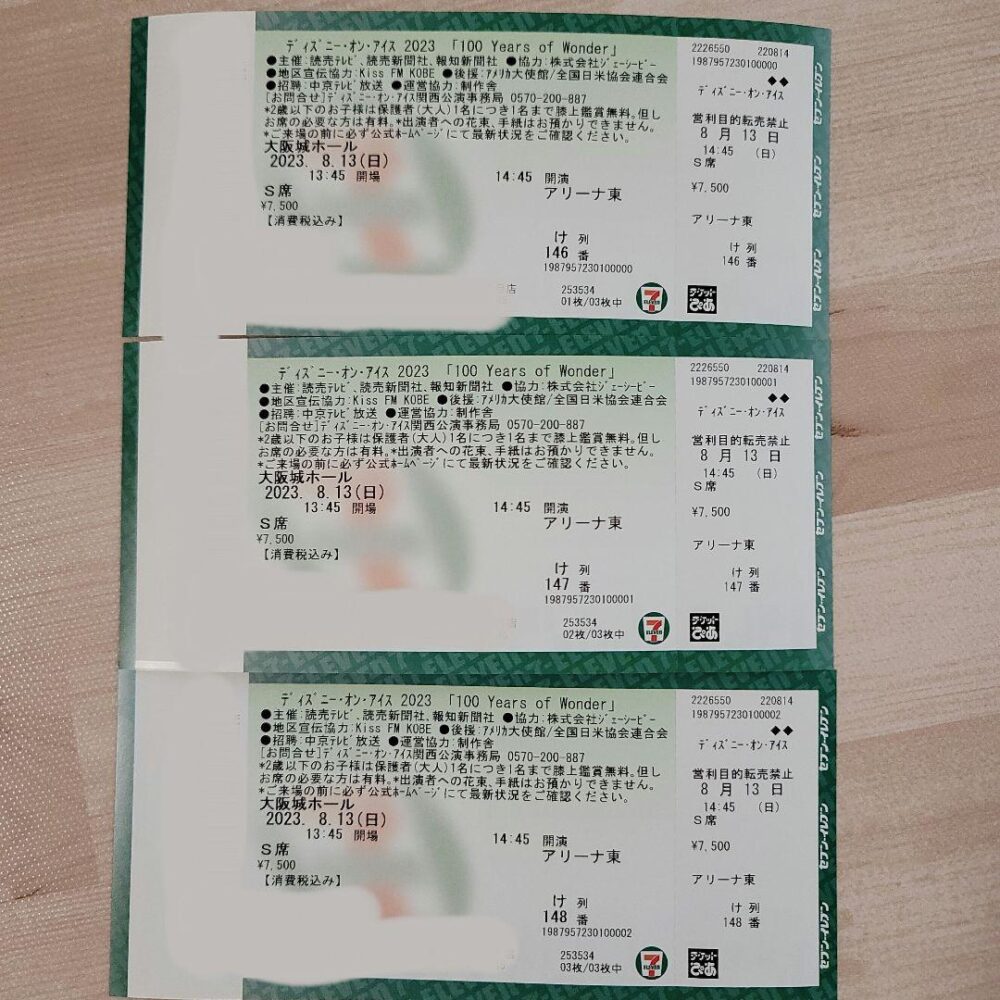 ディズニー・オン・アイス 2023 「100 Years of Wonder」
●主催:読売テレビ、読売新聞社、報知新聞社 ●協力:株式会社ジェーシービー
●地区宣伝協力:Kiss FM KOBE ●後援:アメリカ大使館/全国日米協会連合会
●招聘:中京テレビ放送 ●運営協力:制作舎
[お問合せ]ディズニー・オン・アイス関西公演事務局 0570-200-887
*2歳以下のお子様は保護者(大人)1名につき1名まで膝上鑑賞無料。但し
お席の必要な方は有料。*出演者への花束、手紙はお預かりできません。
*ご来場の前に必ず公式ホームページにて最新状況をご確認ください。
大阪城ホール
2023. 8.13(日)
13:45 開場 14:45 開演
S席 アリーナ東
¥7,500
【消費税込み】
け 列
146 番
1987957230100000
店 253534
01枚/03枚中
7 ELEVEN
2226550 220814
1987957230100000
◆◆
ディズニー・オン・アイス
営利目的転売禁止
8 月 13 日
14:45 (日)
S席
¥7,500
アリーナ東
け 列
146 番
チケットぴあ
セブン-イレブン
ディズニー・オン・アイス 2023 「100 Years of Wonder」
●主催:読売テレビ、読売新聞社、報知新聞社 ●協力:株式会社ジェーシービー
●地区宣伝協力:Kiss FM KOBE ●後援:アメリカ大使館/全国日米協会連合会
●招聘:中京テレビ放送 ●運営協力:制作舎
[お問合せ]ディズニー・オン・アイス関西公演事務局 0570-200-887
*2歳以下のお子様は保護者(大人)1名につき1名まで膝上鑑賞無料。但し
お席の必要な方は有料。*出演者への花束、手紙はお預かりできません。
*ご来場の前に必ず公式ホームページにて最新状況をご確認ください。
大阪城ホール
2023. 8.13(日)
13:45 開場 14:45 開演
S席 アリーナ東
¥7,500
【消費税込み】
け 列
147 番
1987957230100001
店 253534
02枚/03枚中
7 ELEVEN
2226550 220814
1987957230100001
◆◆
ディズニー・オン・アイス
営利目的転売禁止
8 月 13 日
14:45 (日)
S席
¥7,500
アリーナ東
け 列
147 番
チケットぴあ
セブン-イレブン
ディズニー・オン・アイス 2023 「100 Years of Wonder」
●主催:読売テレビ、読売新聞社、報知新聞社 ●協力:株式会社ジェーシービー
●地区宣伝協力:Kiss FM KOBE ●後援:アメリカ大使館/全国日米協会連合会
●招聘:中京テレビ放送 ●運営協力:制作舎
[お問合せ]ディズニー・オン・アイス関西公演事務局 0570-200-887
*2歳以下のお子様は保護者(大人)1名につき1名まで膝上鑑賞無料。但し
お席の必要な方は有料。*出演者への花束、手紙はお預かりできません。
*ご来場の前に必ず公式ホームページにて最新状況をご確認ください。
大阪城ホール
2023. 8.13(日)
13:45 開場 14:45 開演
S席 アリーナ東
¥7,500
【消費税込み】
け 列
148 番
1987957230100002
253534
03枚/03枚中
7 ELEVEN
2226550 220814
1987957230100002
◆◆
ディズニー・オン・アイス
営利目的転売禁止
8 月 13 日
14:45 (日)
S席
¥7,500
アリーナ東
け 列
148 番
チケットぴあ
セブン-イレブン